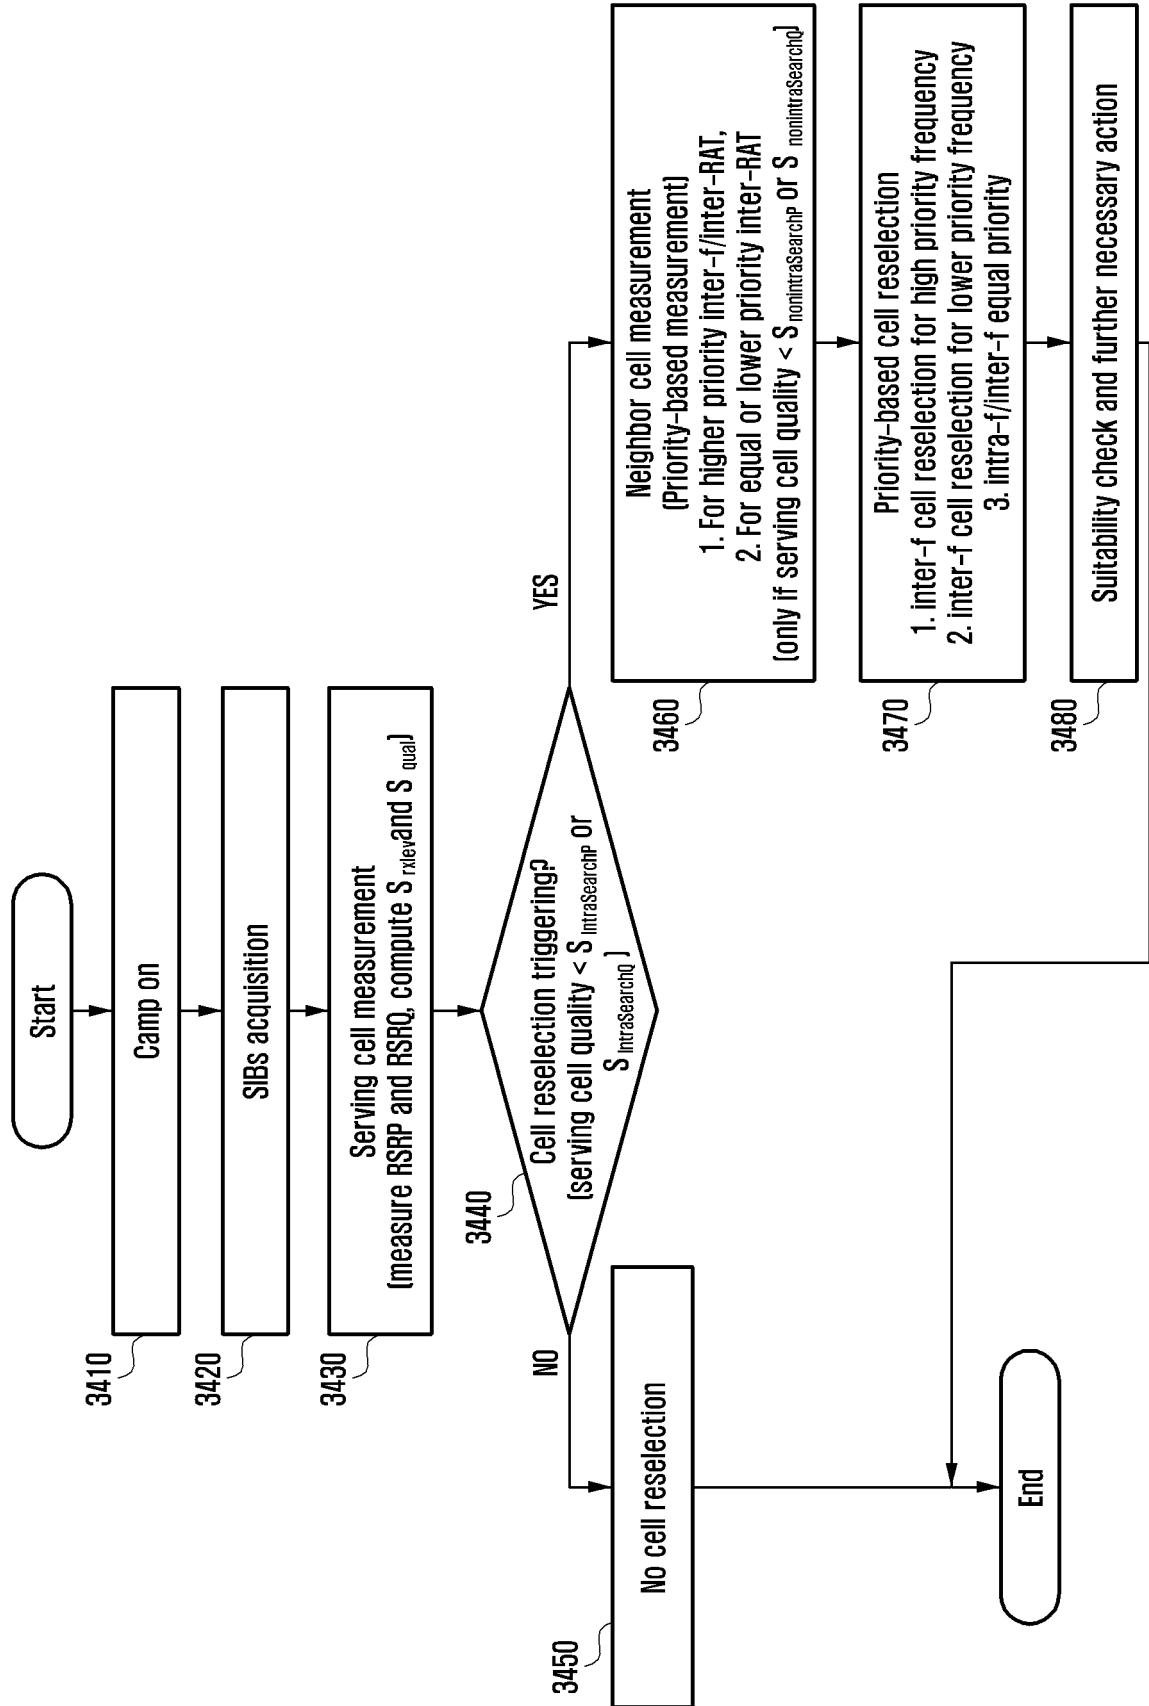 Start
3410
Camp on
3420
SIBs acquisition
3430
Serving cell measurement
(measure RSRP and RSRQ, compute S rxlev and S qual)
3440
Cell reselection triggering?
(serving cell quality < S IntraSearchP or
S IntraSearchQ)
NO
YES
3450
No cell reselection
3460
Neighbor cell measurement
(Priority-based measurement)
1. For higher priority inter-f/inter-RAT,
2. For equal or lower priority inter-RAT
(only if serving cell quality < S nonintraSearchP or S nonintraSearchQ)
3470
Priority-based cell reselection
1. inter-f cell reselection for high priority frequency
2. inter-f cell reselection for lower priority frequency
3. intra-f/inter-f equal priority
3480
Suitability check and further necessary action
End